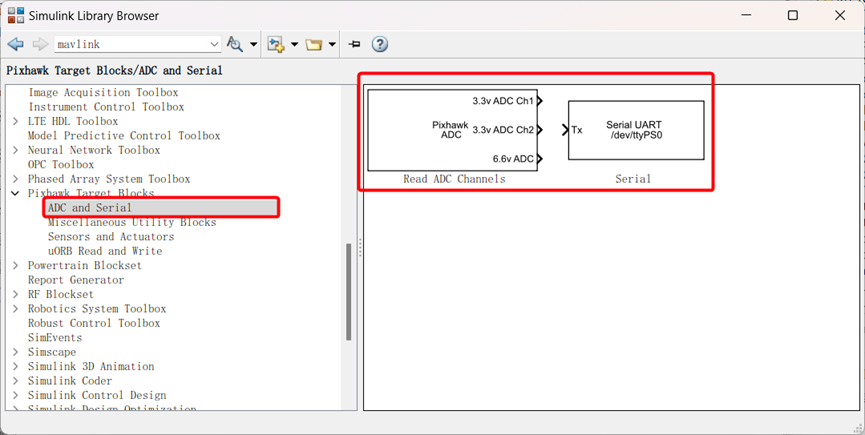 Simulink Library Browser
mavlink
Pixhawk Target Blocks/ADC and Serial
Image Acquisition Toolbox
Instrument Control Toolbox
LTE HDL Toolbox
Model Predictive Control Toolbox
Neural Network Toolbox
OPC Toolbox
Phased Array System Toolbox
Pixhawk Target Blocks
ADC and Serial
Miscellaneous Utility Blocks
Sensors and Actuators
uORB Read and Write
Powertrain Blockset
Report Generator
RF Blockset
Robotics System Toolbox
Robust Control Toolbox
SimEvents
Simscape
Simulink 3D Animation
Simulink Coder
Simulink Control Design
Simulink Design Optimization
Pixhawk
ADC
3.3v ADC Ch1
3.3v ADC Ch2
6.6v ADC
Read ADC Channels
Tx
Serial UART
/dev/ttyPS0
Serial